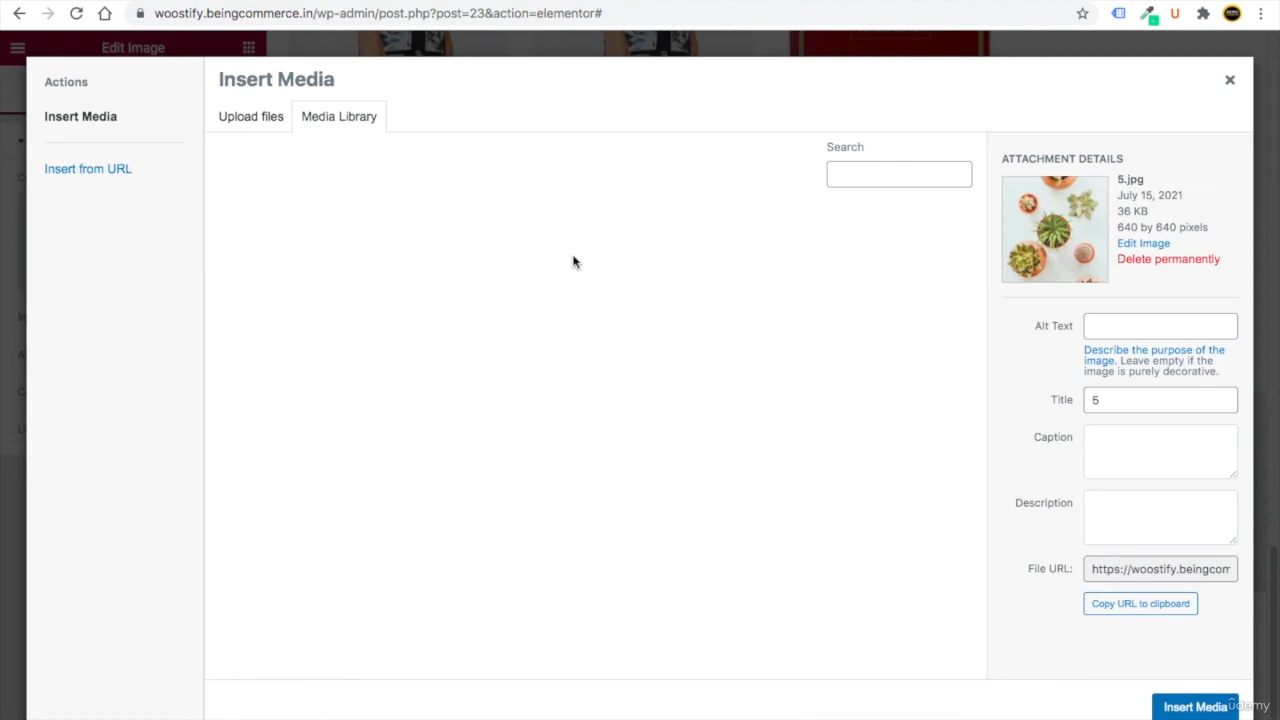 woostify.beingcommerce.in/wp-admin/post.php?post=23&action=elementor#
U
Edit Image
Actions
Insert Media
Insert from URL
Insert Media
Upload files
Media Library
Search
ATTACHMENT DETAILS
5.jpg
July 15, 2021
36 KB
640 by 640 pixels
Edit Image
Delete permanently
Alt Text
Describe the purpose of the
image. Leave empty if the
image is purely decorative.
Title
5
Caption
Description
File URL:
https://woostify.beingcom
Copy URL to clipboard
Insert Media
ûdemy